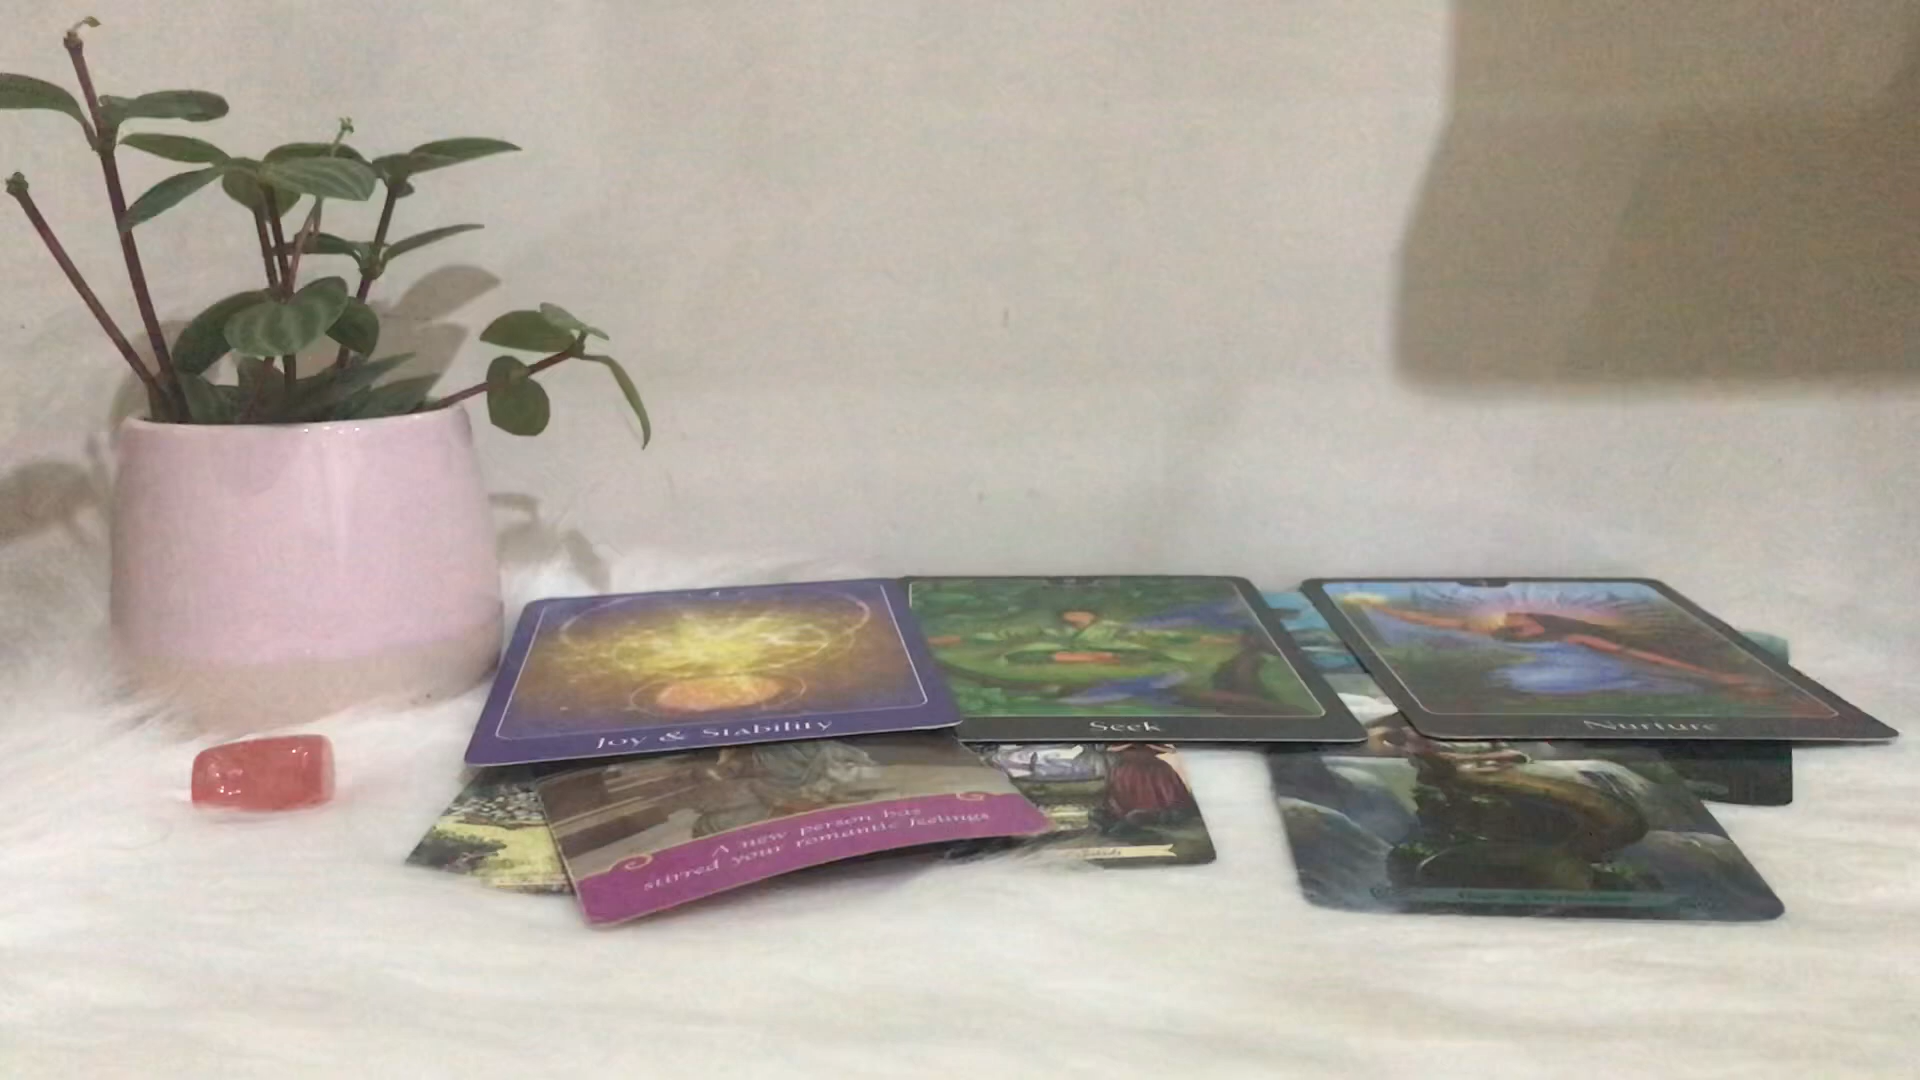 Joy & Stability
Seek
Nurture
A new person has
stirred your romantic feelings